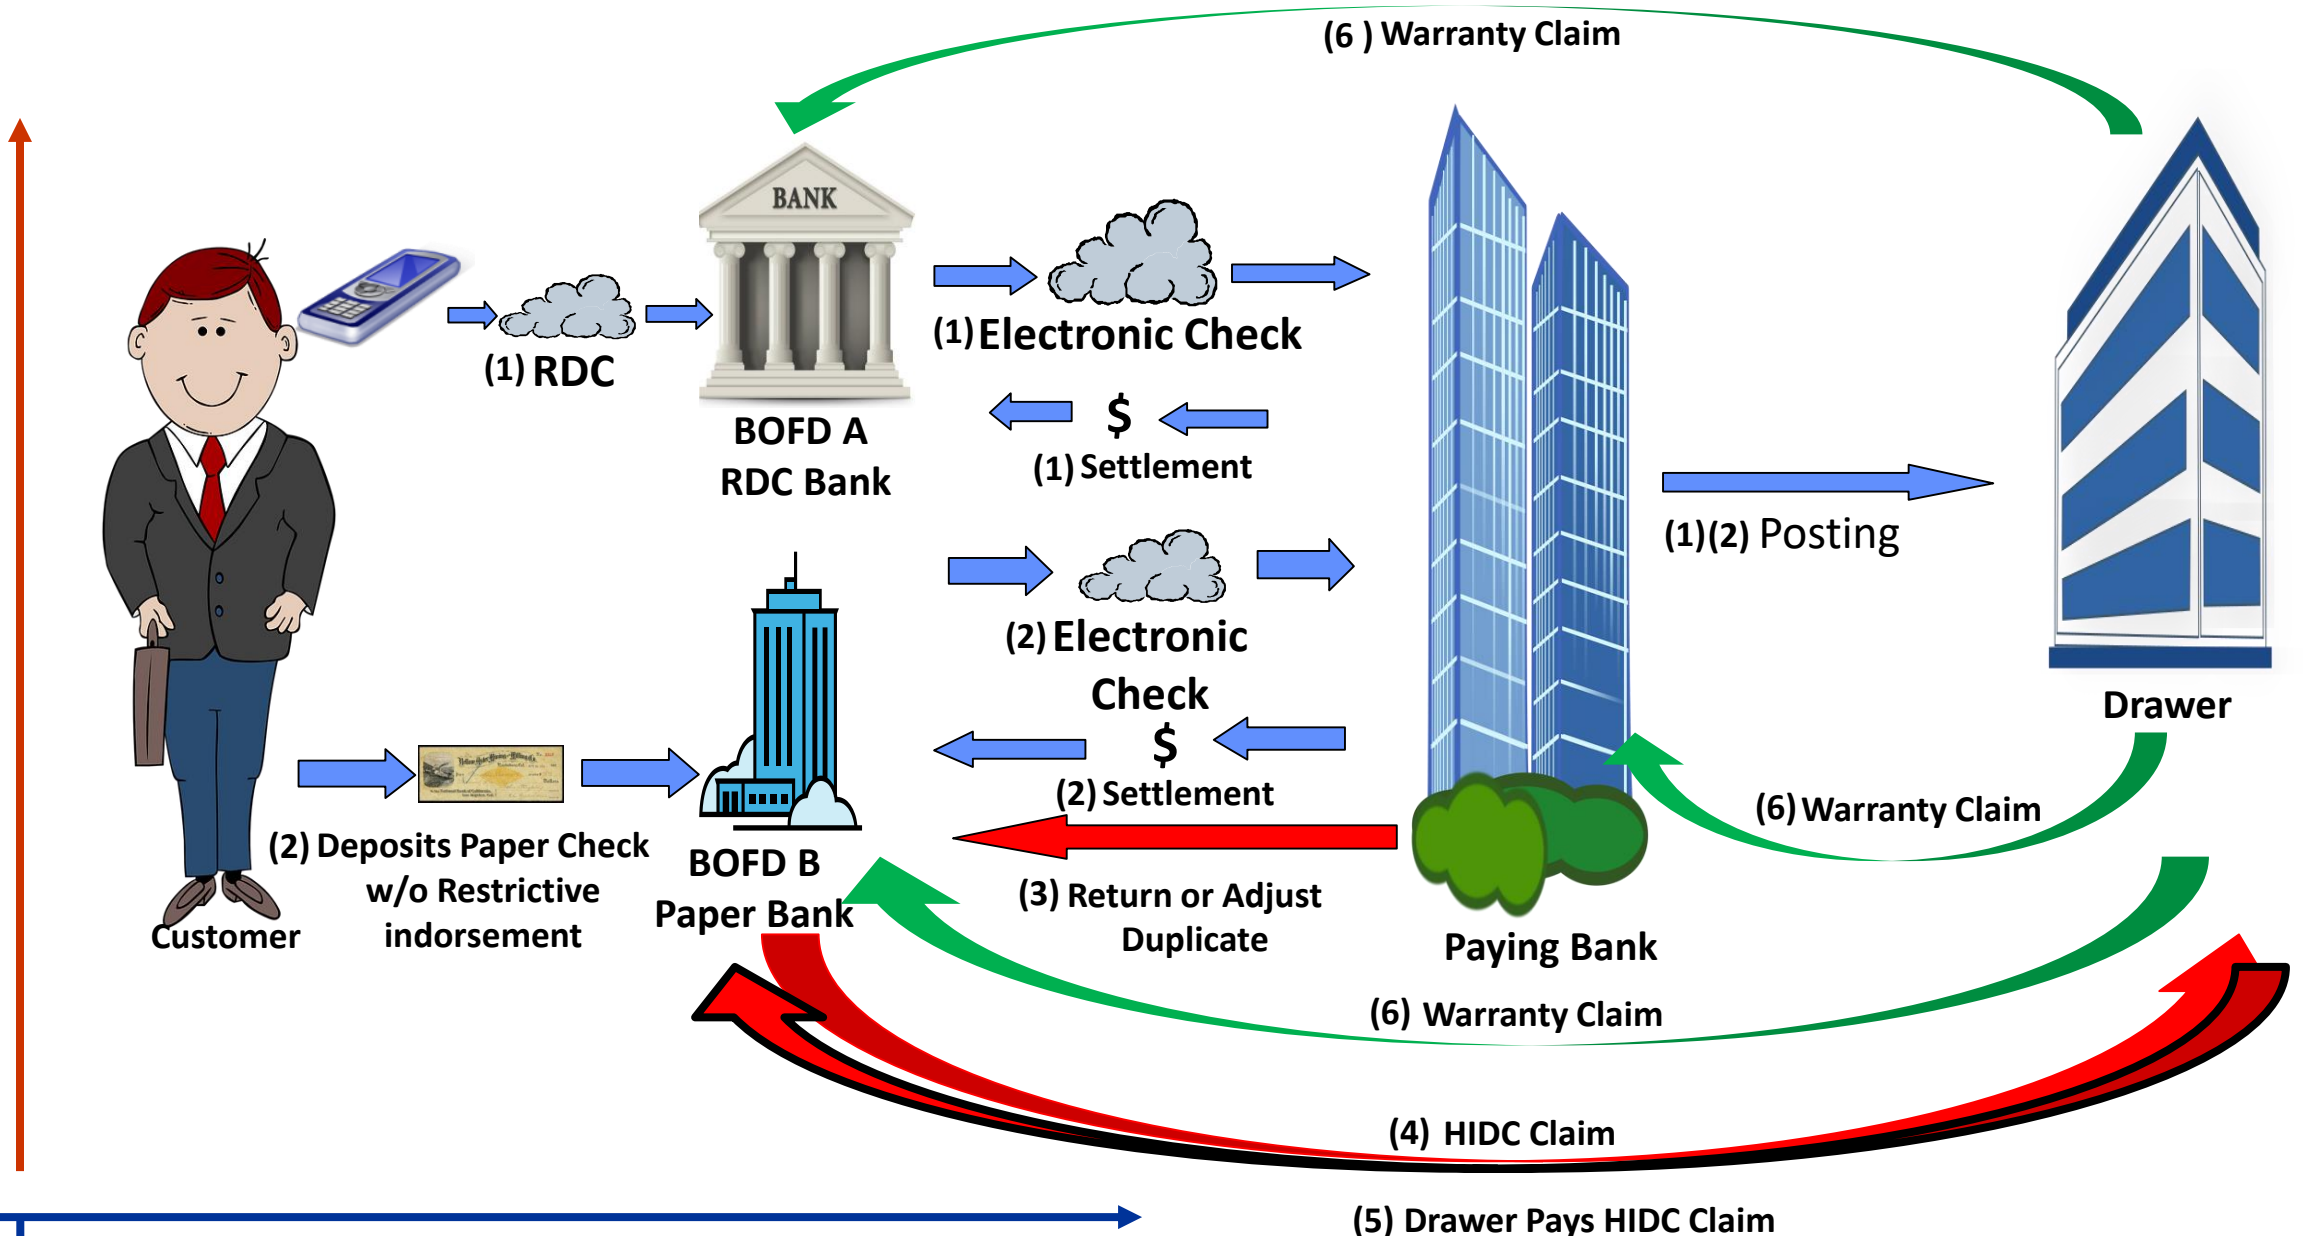 (6 ) Warranty Claim
BANK
(1) RDC
(1) Electronic Check
BOFD A
RDC Bank
$
(1) Settlement
(1)(2) Posting
(2) Electronic
Check
Drawer
$
(2) Settlement
(6) Warranty Claim
(2) Deposits Paper Check
w/o Restrictive
indorsement
Customer
BOFD B
Paper Bank
(3) Return or Adjust
Duplicate
Paying Bank
(6) Warranty Claim
(4) HIDC Claim
(5) Drawer Pays HIDC Claim